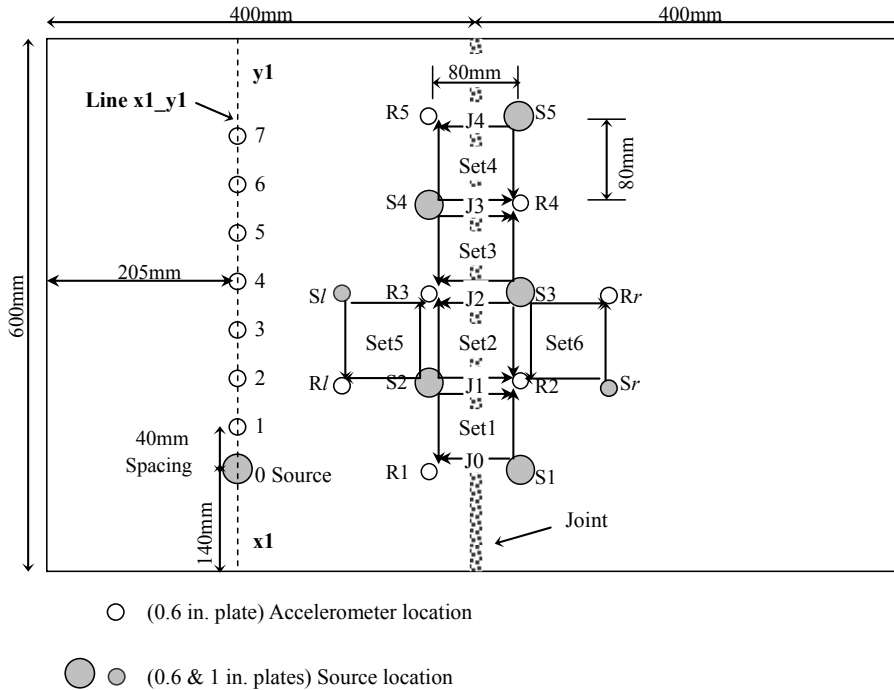 400mm
400mm
y1
80mm
Line x1_y1
R5
J4
S5
7
Set4
80mm
6
S4
J3
R4
5
Set3
205mm
4
Sl
R3
J2
S3
Rr
600mm
3
Set5
Set2
Set6
2
Rl
S2
J1
R2
Sr
1
Set1
40mm
Spacing
J0
0 Source
R1
S1
140mm
x1
Joint
(0.6 in. plate) Accelerometer location
(0.6 & 1 in. plates) Source location